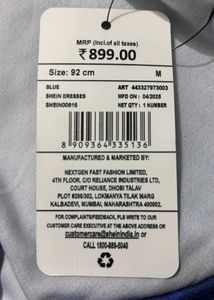 MRP (Incl.of all taxes)
₹899.00
Size: 92 cm M
BLUE ART 443327973003
SHEIN DRESSES MFD ON : 04/2025
SHEIN00616 NET QTY : 1 NUMBER
8 909364 335136
MANUFACTURED & MARKETED BY:
NEXTGEN FAST FASHION LIMITED,
4TH FLOOR, C/O RELIANCE INDUSTRIES LTD,
COURT HOUSE, DHOBI TALAV
PLOT #298/302, LOKMANYA TILAK MARG
KALBADEVI, MUMBAI, MAHARASHTRA-400002.
FOR COMPLAINTS/FEEDBACK, PLS WRITE TO OUR
CUSTOMER CARE EXECUTIVE AT THE ABOVE ADDRESS OR
customercare@sheinindia.in or
CALL 1800-889-5040